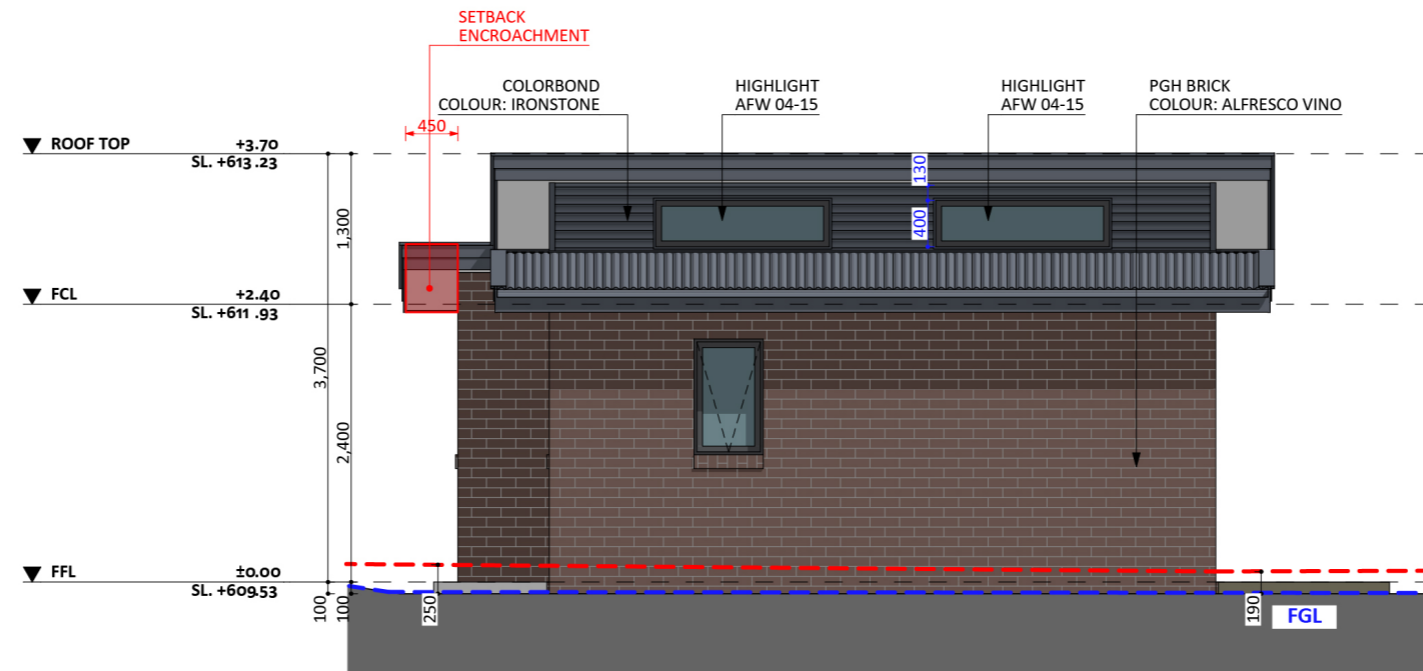 SETBACK
ENCROACHMENT
COLORBOND
COLOUR: IRONSTONE
HIGHLIGHT
AFW 04-15
HIGHLIGHT
AFW 04-15
PGH BRICK
COLOUR: ALFRESCO VINO
450
ROOF TOP +3.70
SL. +613.23
130
400
1,300
FCL +2.40
SL. +611.93
3,700
2,400
FFL ±0.00
SL. +609.53
100
100
250
190
FGL